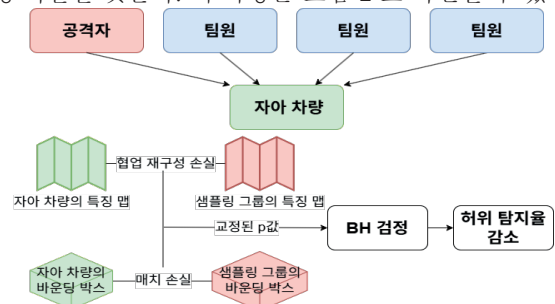 공격자
팀원
팀원
팀원
자아 차량
협업 재구성 손실
자아 차량의 특징 맵
샘플링 그룹의 특징 맵
교정된 p값
BH 검정
허위 탐지율
감소
자아 차량의
바운딩 박스
매치 손실
샘플링 그룹의
바운딩 박스